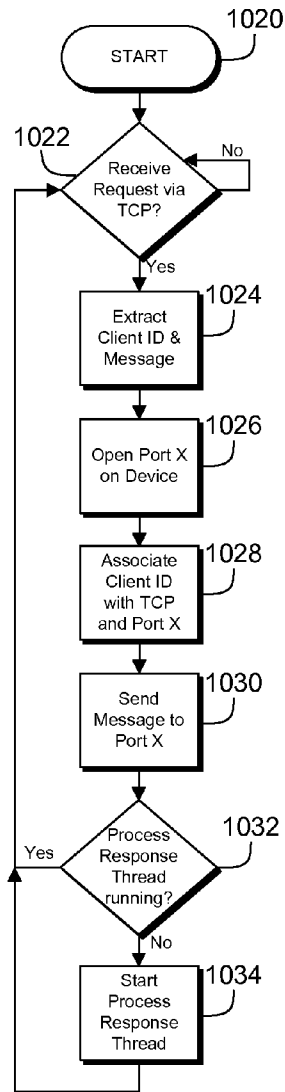 START
1020
1022
Receive
Request via
TCP?
No
Yes
1024
Extract
Client ID &
Message
1026
Open Port X
on Device
1028
Associate
Client ID
with TCP
and Port X
1030
Send
Message to
Port X
1032
Process
Response
Thread
running?
Yes
No
1034
Start
Process
Response
Thread